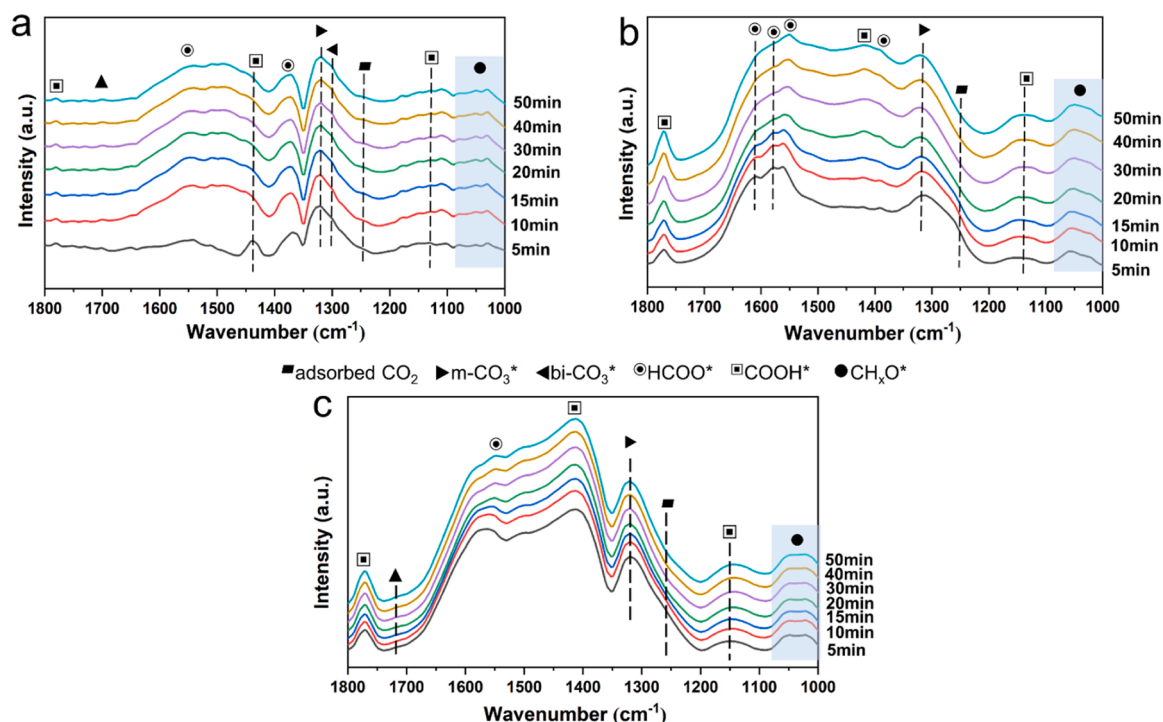 a
Intensity (a.u.)
50min
40min
30min
20min
15min
10min
5min
1800 1700 1600 1500 1400 1300 1200 1100 1000
Wavenumber (cm⁻¹)
b
Intensity (a.u.)
50min
40min
30min
20min
15min
10min
5min
1800 1700 1600 1500 1400 1300 1200 1100 1000
Wavenumber (cm⁻¹)
adsorbed CO₂ m-CO₃* bi-CO₃* HCOO* COOH* CHₓO*
c
Intensity (a.u.)
50min
40min
30min
20min
15min
10min
5min
1800 1700 1600 1500 1400 1300 1200 1100 1000
Wavenumber (cm⁻¹)